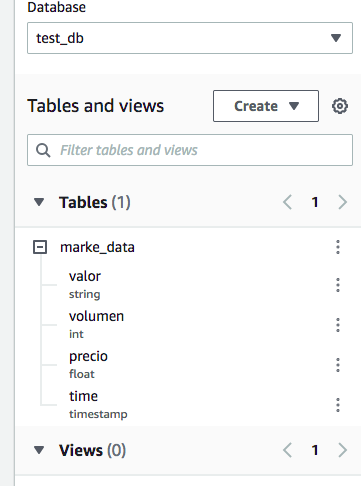 Database
test_db
Tables and views
Create
Filter tables and views
Tables (1)
1
marke_data
valor
string
volumen
int
precio
float
time
timestamp
Views (0)
1